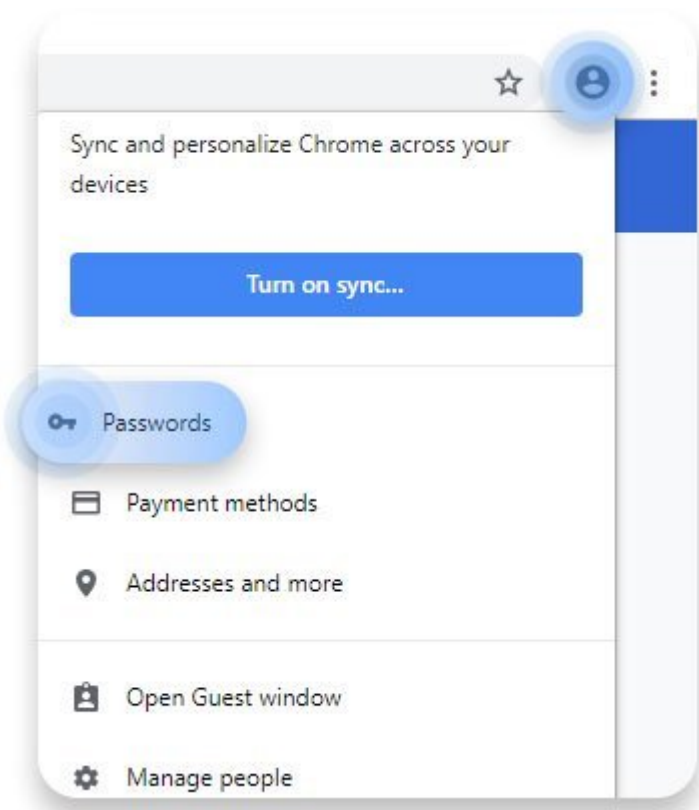 Sync and personalize Chrome across your
devices
Turn on sync...
Passwords
Payment methods
Addresses and more
Open Guest window
Manage people